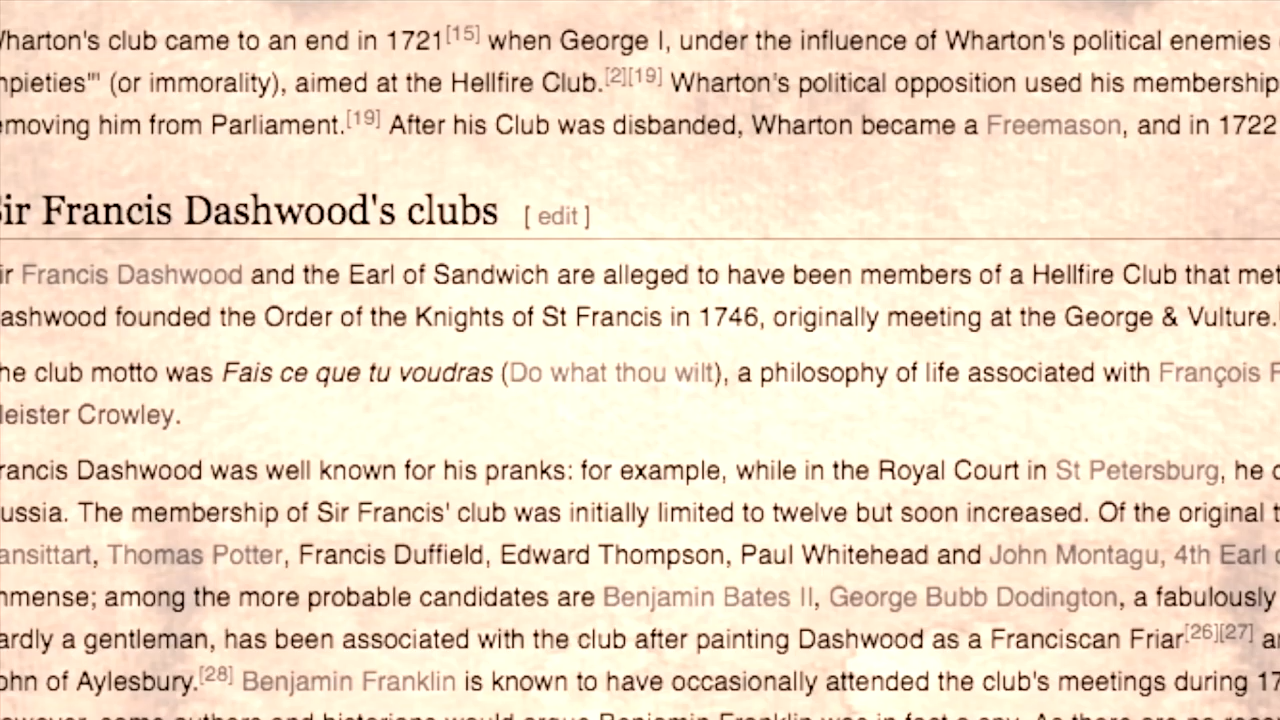 Wharton's club came to an end in 1721[15] when George I, under the influence of Wharton's political enemies
mpieties"' (or immorality), aimed at the Hellfire Club.[2][19] Wharton's political opposition used his membership
emoving him from Parliament.[19] After his Club was disbanded, Wharton became a Freemason, and in 1722
Sir Francis Dashwood's clubs [ edit ]
ir Francis Dashwood and the Earl of Sandwich are alleged to have been members of a Hellfire Club that met
ashwood founded the Order of the Knights of St Francis in 1746, originally meeting at the George & Vulture.
he club motto was Fais ce que tu voudras (Do what thou wilt), a philosophy of life associated with François
leister Crowley.
rancis Dashwood was well known for his pranks: for example, while in the Royal Court in St Petersburg, he
ussia. The membership of Sir Francis' club was initially limited to twelve but soon increased. Of the original
ansittart, Thomas Potter, Francis Duffield, Edward Thompson, Paul Whitehead and John Montagu, 4th Earl
mmense; among the more probable candidates are Benjamin Bates II, George Bubb Dodington, a fabulously
ardly a gentleman, has been associated with the club after painting Dashwood as a Franciscan Friar[26][27]
ohn of Aylesbury.[28] Benjamin Franklin is known to have occasionally attended the club's meetings during 17